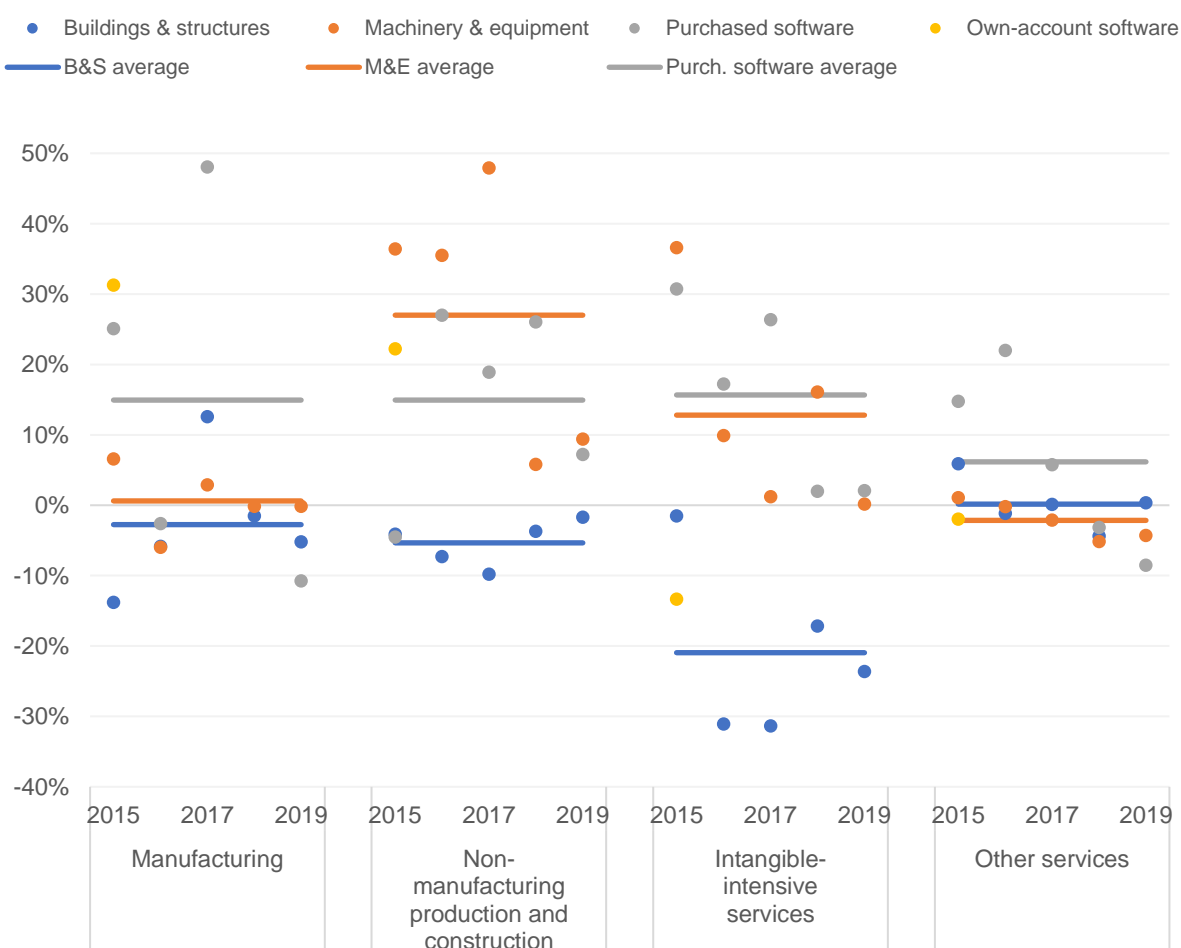 Buildings & structures Machinery & equipment Purchased software Own-account software
B&S average M&E average Purch. software average
50%
40%
30%
20%
10%
0%
-10%
-20%
-30%
-40%
2015 2017 2019 2015 2017 2019 2015 2017 2019 2015 2017 2019
Manufacturing
Non-
manufacturing
production and
construction
Intangible-
intensive
services
Other services